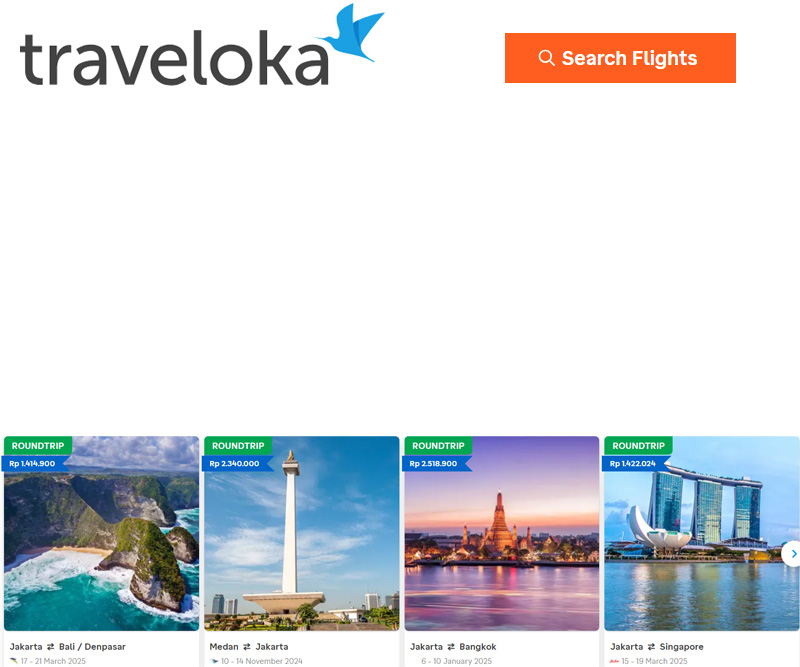 traveloka
Search Flights
ROUNDTRIP
Rp 1.414.900
Jakarta ⇄ Bali / Denpasar
17 - 21 March 2025
ROUNDTRIP
Rp 2.340.000
Medan ⇄ Jakarta
10 - 14 November 2024
ROUNDTRIP
Rp 2.518.900
Jakarta ⇄ Bangkok
6 - 10 January 2025
ROUNDTRIP
Rp 1.422.024
Jakarta ⇄ Singapore
15 - 19 March 2025